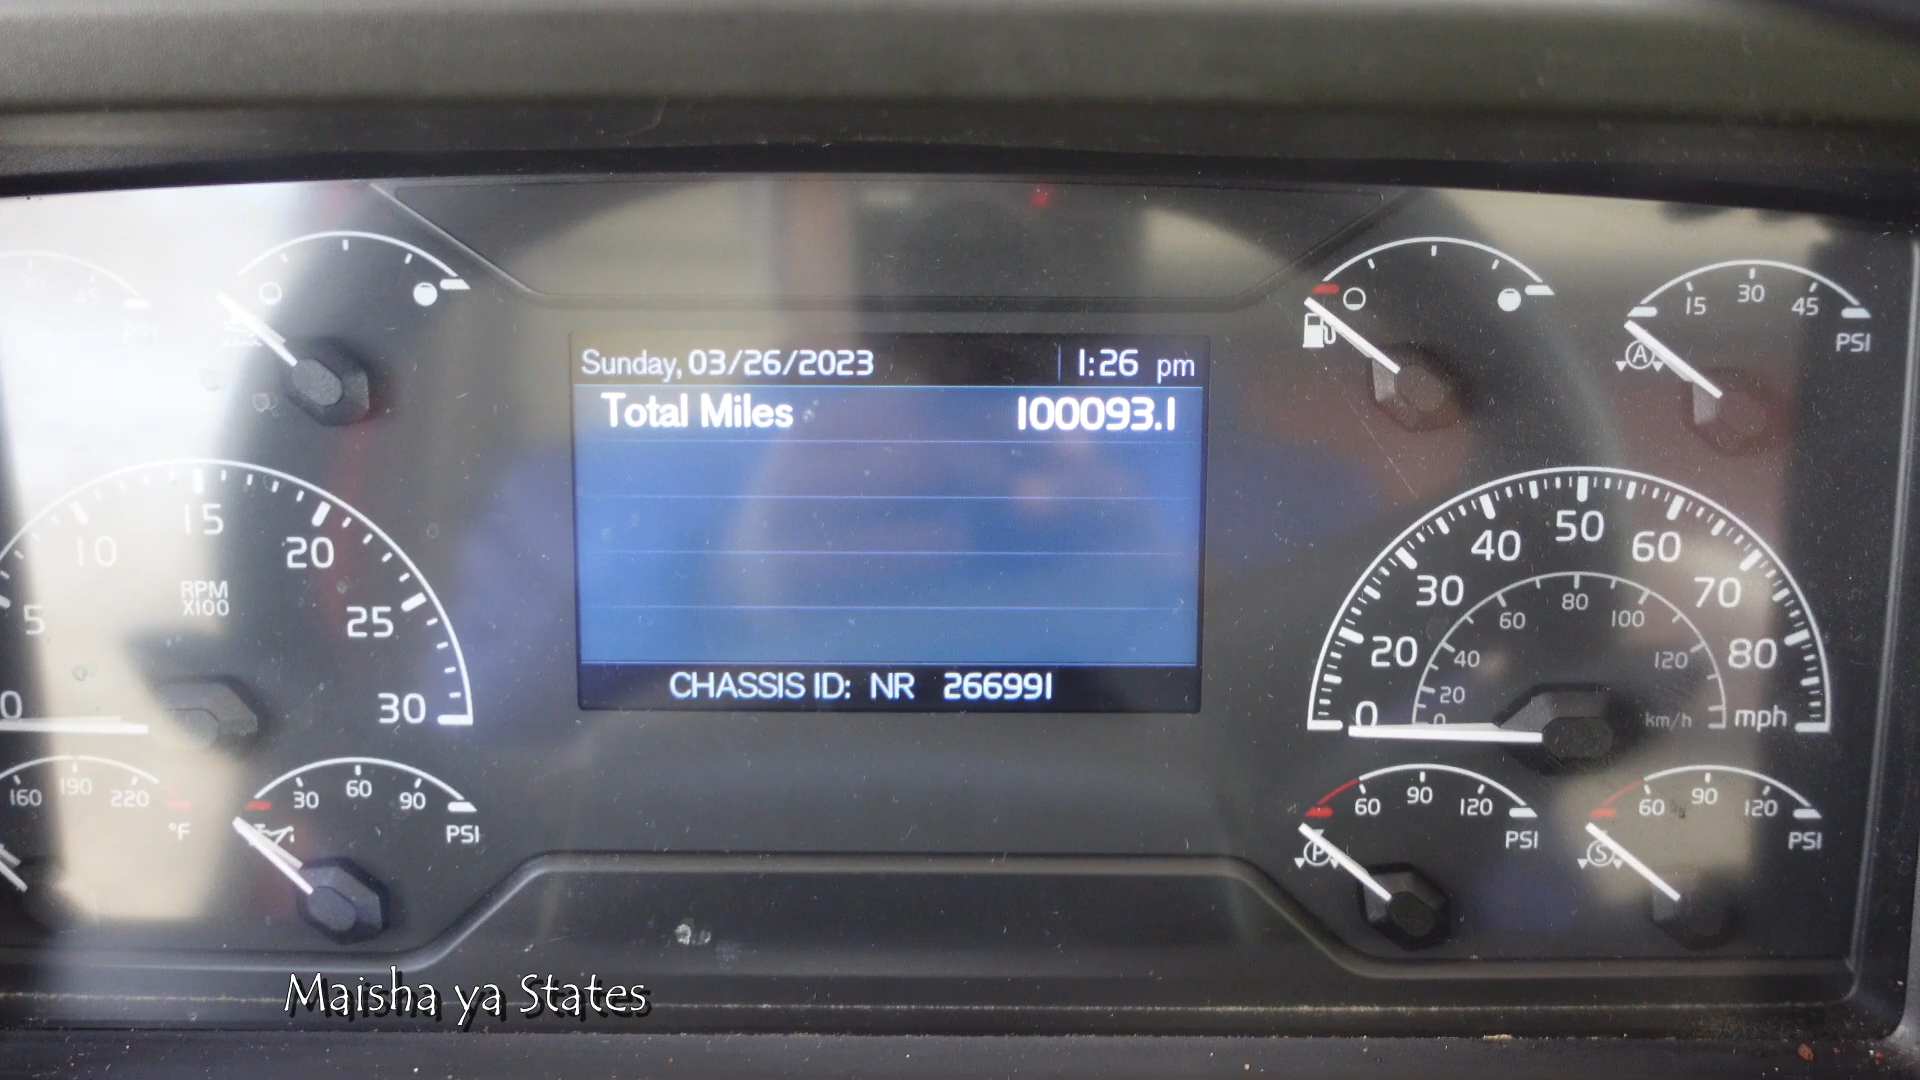 Sunday, 03/26/2023 1:26 pm
Total Miles 100093.1
CHASSIS ID: NR 266991
30 45
5 10 15 20 25 30
0
RPM
X100
160 190 220
°F
30 60 90
PSI
15 30 45
PSI
A
0 20 30 40 50 60 70 80
mph
0 20 40 60 80 100 120
km/h
60 90 120
PSI
P
60 90 120
PSI
S
Maisha ya States